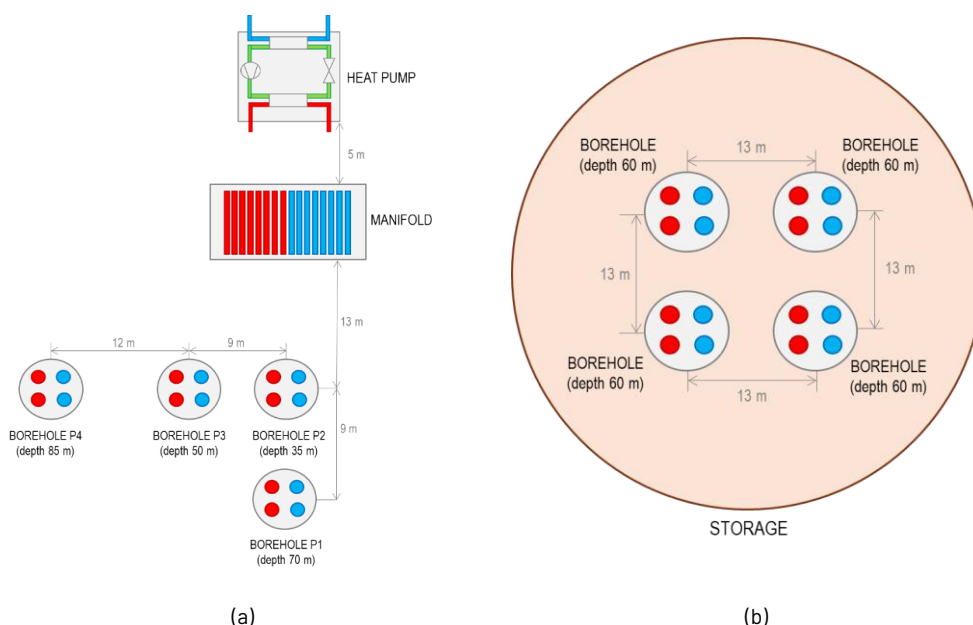 HEAT PUMP
5 m
MANIFOLD
13 m
12 m
9 m
BOREHOLE P4
(depth 85 m)
BOREHOLE P3
(depth 50 m)
BOREHOLE P2
(depth 35 m)
9 m
BOREHOLE P1
(depth 70 m)
(a)
BOREHOLE
(depth 60 m)
13 m
BOREHOLE
(depth 60 m)
13 m
13 m
BOREHOLE
(depth 60 m)
13 m
BOREHOLE
(depth 60 m)
STORAGE
(b)